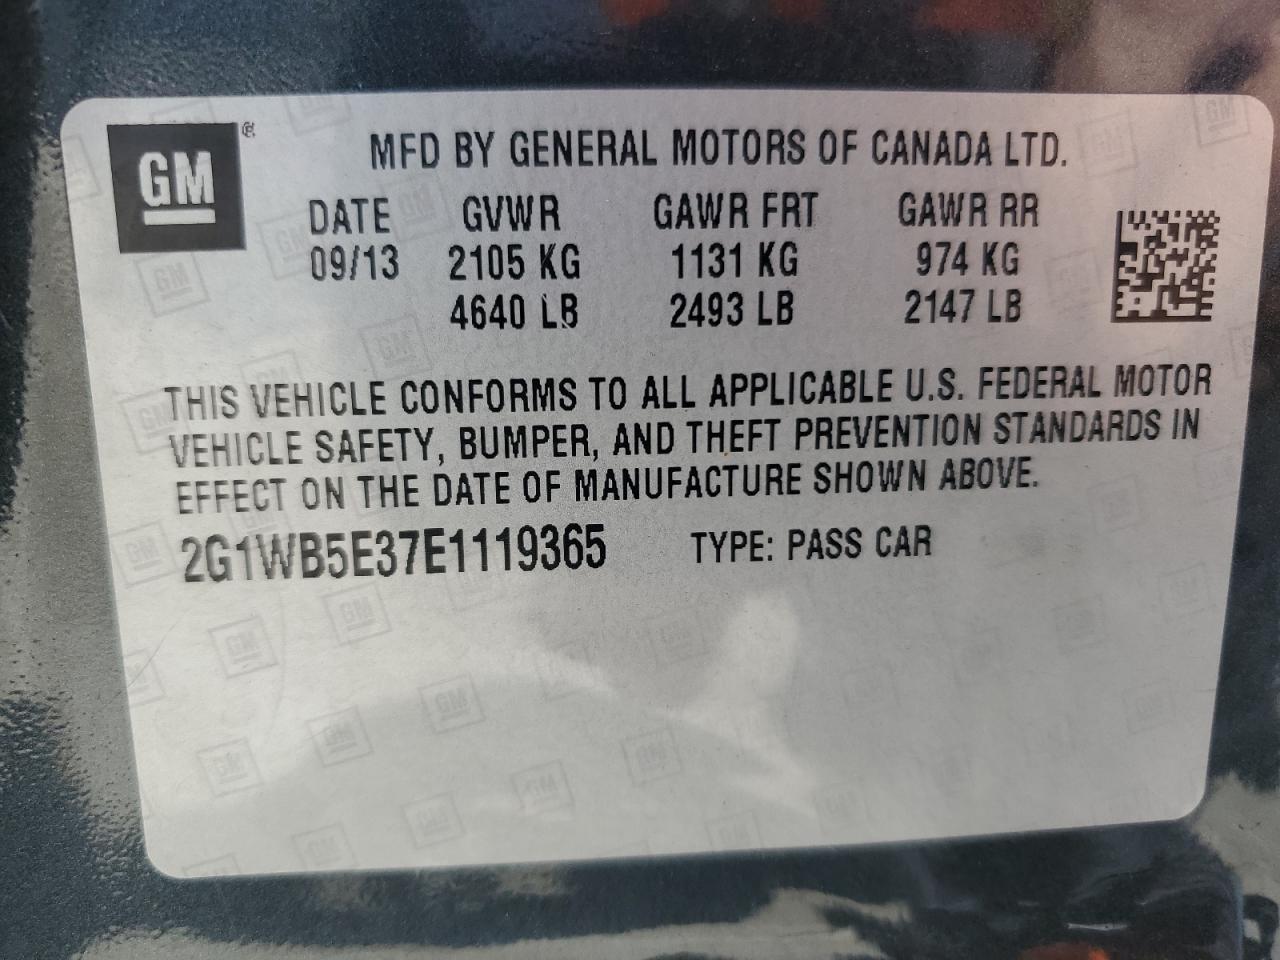 GM
MFD BY GENERAL MOTORS OF CANADA LTD.
DATE GVWR GAWR FRT GAWR RR
09/13 2105 KG 1131 KG 974 KG
4640 LB 2493 LB 2147 LB
THIS VEHICLE CONFORMS TO ALL APPLICABLE U.S. FEDERAL MOTOR
VEHICLE SAFETY, BUMPER, AND THEFT PREVENTION STANDARDS IN
EFFECT ON THE DATE OF MANUFACTURE SHOWN ABOVE.
2G1WB5E37E1119365 TYPE: PASS CAR